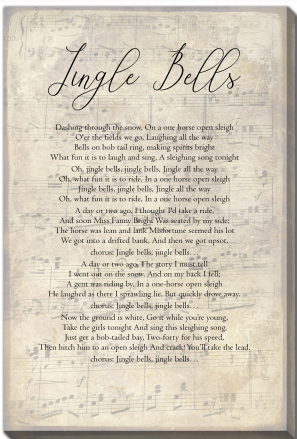 Jingle Bells
Dashing through the snow, On a one horse open sleigh
O'er the fields we go, Laughing all the way
Bells on bob tail ring, making spirits bright
What fun it is to laugh and sing, A sleighing song tonight
Oh, jingle bells, jingle bells, Jingle all the way
Oh, what fun it is to ride, In a one horse open sleigh
Jingle bells, jingle bells, Jingle all the way
Oh, what fun it is to ride, In a one horse open sleigh
A day or two ago, I thought I'd take a ride,
And soon Miss Fanny Bright Was seated by my side;
The horse was lean and lank Misfortune seemed his lot
We got into a drifted bank, And then we got upsot.
chorus: Jingle bells, jingle bells…
A day or two ago, The story I must tell
I went out on the snow, And on my back I fell;
A gent was riding by, In a one-horse open sleigh
He laughed as there I sprawling lie, But quickly drove away.
chorus: Jingle bells, jingle bells…
Now the ground is white, Go it while you're young,
Take the girls tonight And sing this sleighing song.
Just get a bob-tailed bay, Two-forty for his speed,
Then hitch him to an open sleigh And crack! You'll take the lead.
chorus: Jingle bells, jingle bells…